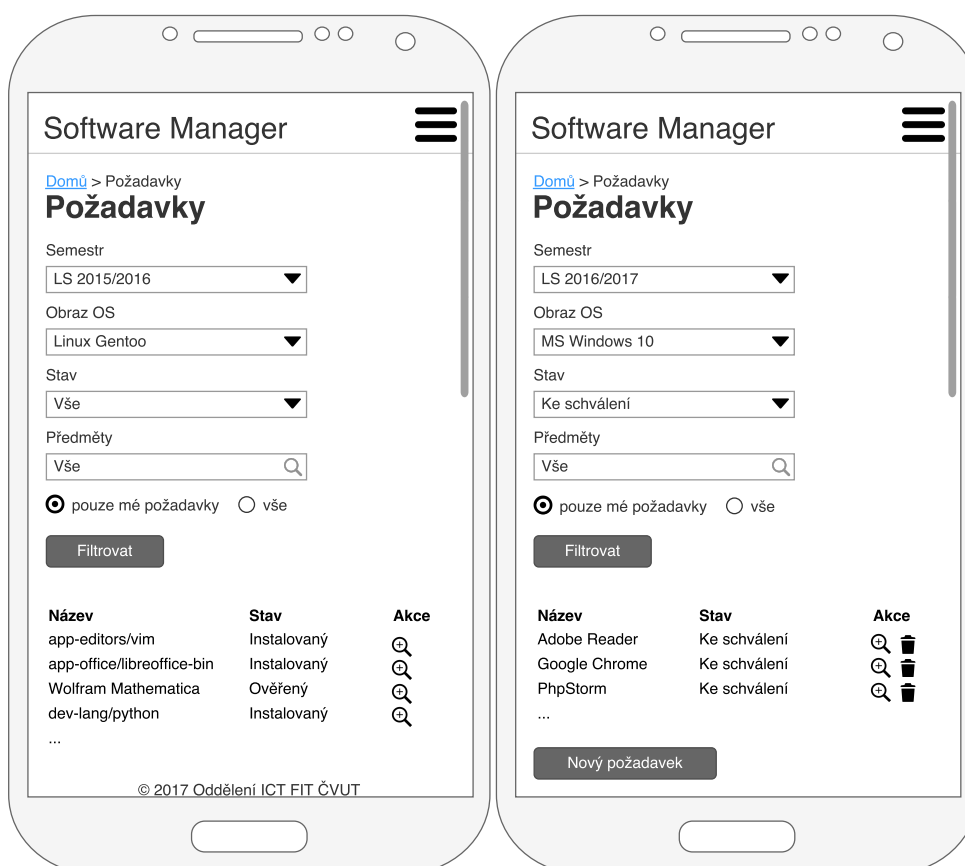 Software Manager
Domů > Požadavky
Požadavky
Semestr
LS 2015/2016
Obraz OS
Linux Gentoo
Stav
Vše
Předměty
Vše
pouze mé požadavky vše
Filtrovat
Název Stav Akce
app-editors/vim Instalovaný
app-office/libreoffice-bin Instalovaný
Wolfram Mathematica Ověřený
dev-lang/python Instalovaný
...
© 2017 Oddělení ICT FIT ČVUT
Software Manager
Domů > Požadavky
Požadavky
Semestr
LS 2016/2017
Obraz OS
MS Windows 10
Stav
Ke schválení
Předměty
Vše
pouze mé požadavky vše
Filtrovat
Název Stav Akce
Adobe Reader Ke schválení
Google Chrome Ke schválení
PhpStorm Ke schválení
...
Nový požadavek